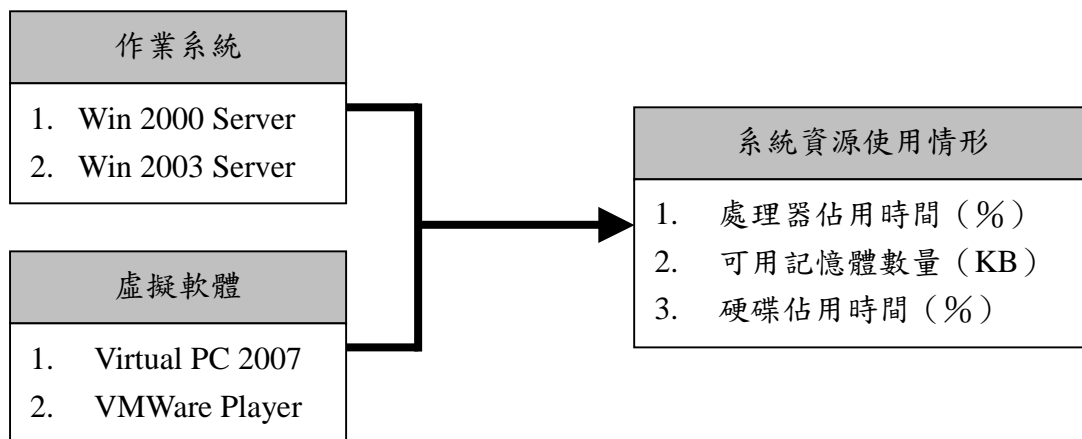 作業系統
1. Win 2000 Server
2. Win 2003 Server
虛擬軟體
1. Virtual PC 2007
2. VMWare Player
系統資源使用情形
1. 處理器佔用時間（%）
2. 可用記憶體數量（KB）
3. 硬碟佔用時間（%）